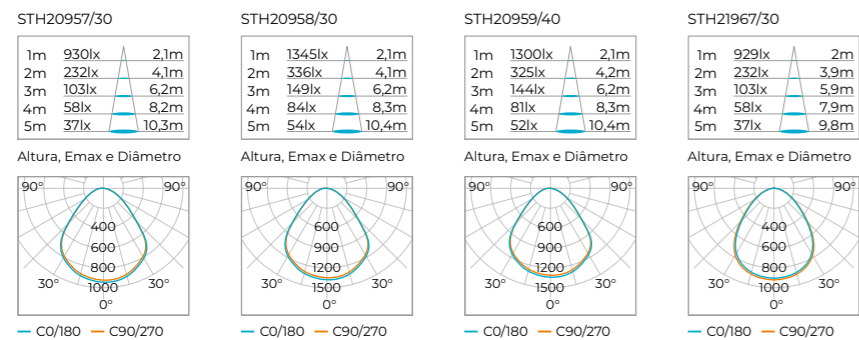 STH20957/30
1m 930lx 2,1m
2m 232lx 4,1m
3m 103lx 6,2m
4m 58lx 8,2m
5m 37lx 10,3m
Altura, Emax e Diâmetro
90° 90°
400
600
800
30° 1000 30°
0°
C0/180 C90/270
STH20958/30
1m 1345lx 2,1m
2m 336lx 4,1m
3m 149lx 6,2m
4m 84lx 8,3m
5m 54lx 10,4m
Altura, Emax e Diâmetro
90° 90°
600
900
1200
30° 1500 30°
0°
C0/180 C90/270
STH20959/40
1m 1300lx 2,1m
2m 325lx 4,2m
3m 144lx 6,2m
4m 81lx 8,3m
5m 52lx 10,4m
Altura, Emax e Diâmetro
90° 90°
600
900
1200
30° 1500 30°
0°
C0/180 C90/270
STH21967/30
1m 929lx 2m
2m 232lx 3,9m
3m 103lx 5,9m
4m 58lx 7,9m
5m 37lx 9,8m
Altura, Emax e Diâmetro
90° 90°
400
600
800
30° 1000 30°
0°
C0/180 C90/270